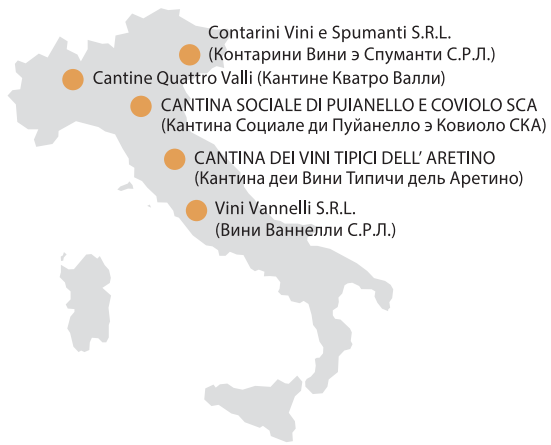 Contarini Vini e Spumanti S.R.L.
(Контарини Вини э Спуманти С.Р.Л.)
Cantine Quattro Valli (Кантине Кватро Валли)
CANTINA SOCIALE DI PUIANELLO E COVIOLO SCA
(Кантина Социале ди Пуйанелло э Ковиоло СКА)
CANTINA DEI VINI TIPICI DELL’ ARETINO
(Кантина деи Вини Типичи дель Аретино)
Vini Vannelli S.R.L.
(Вини Ваннелли С.Р.Л.)